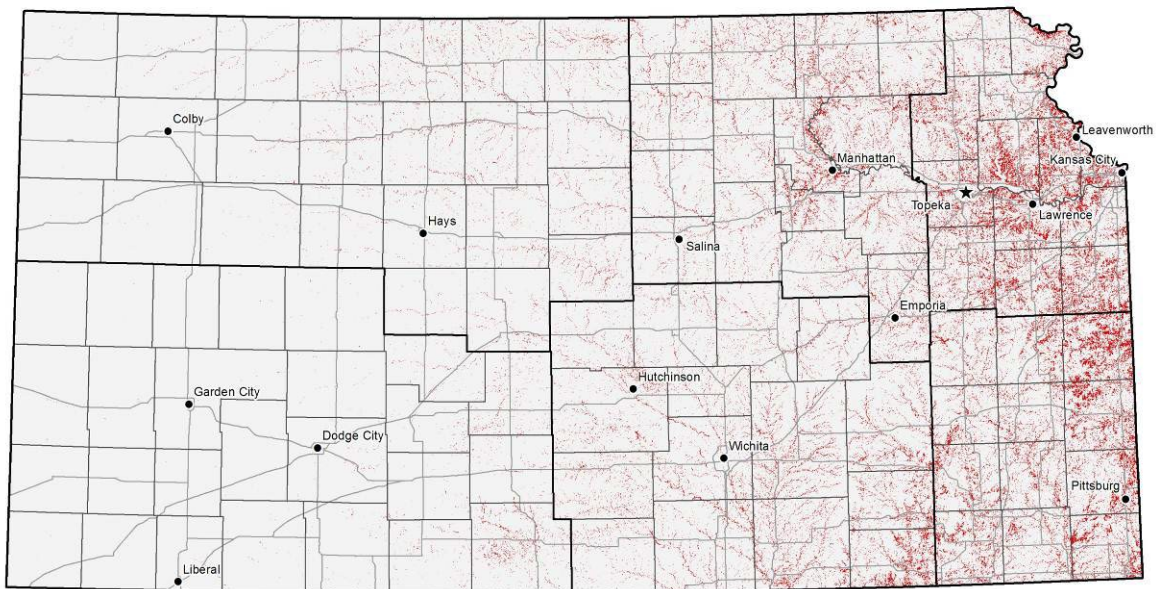 Colby
Leavenworth
Manhattan
Kansas City
Topeka
Lawrence
Hays
Salina
Emporia
Hutchinson
Garden City
Dodge City
Wichita
Pittsburg
Liberal